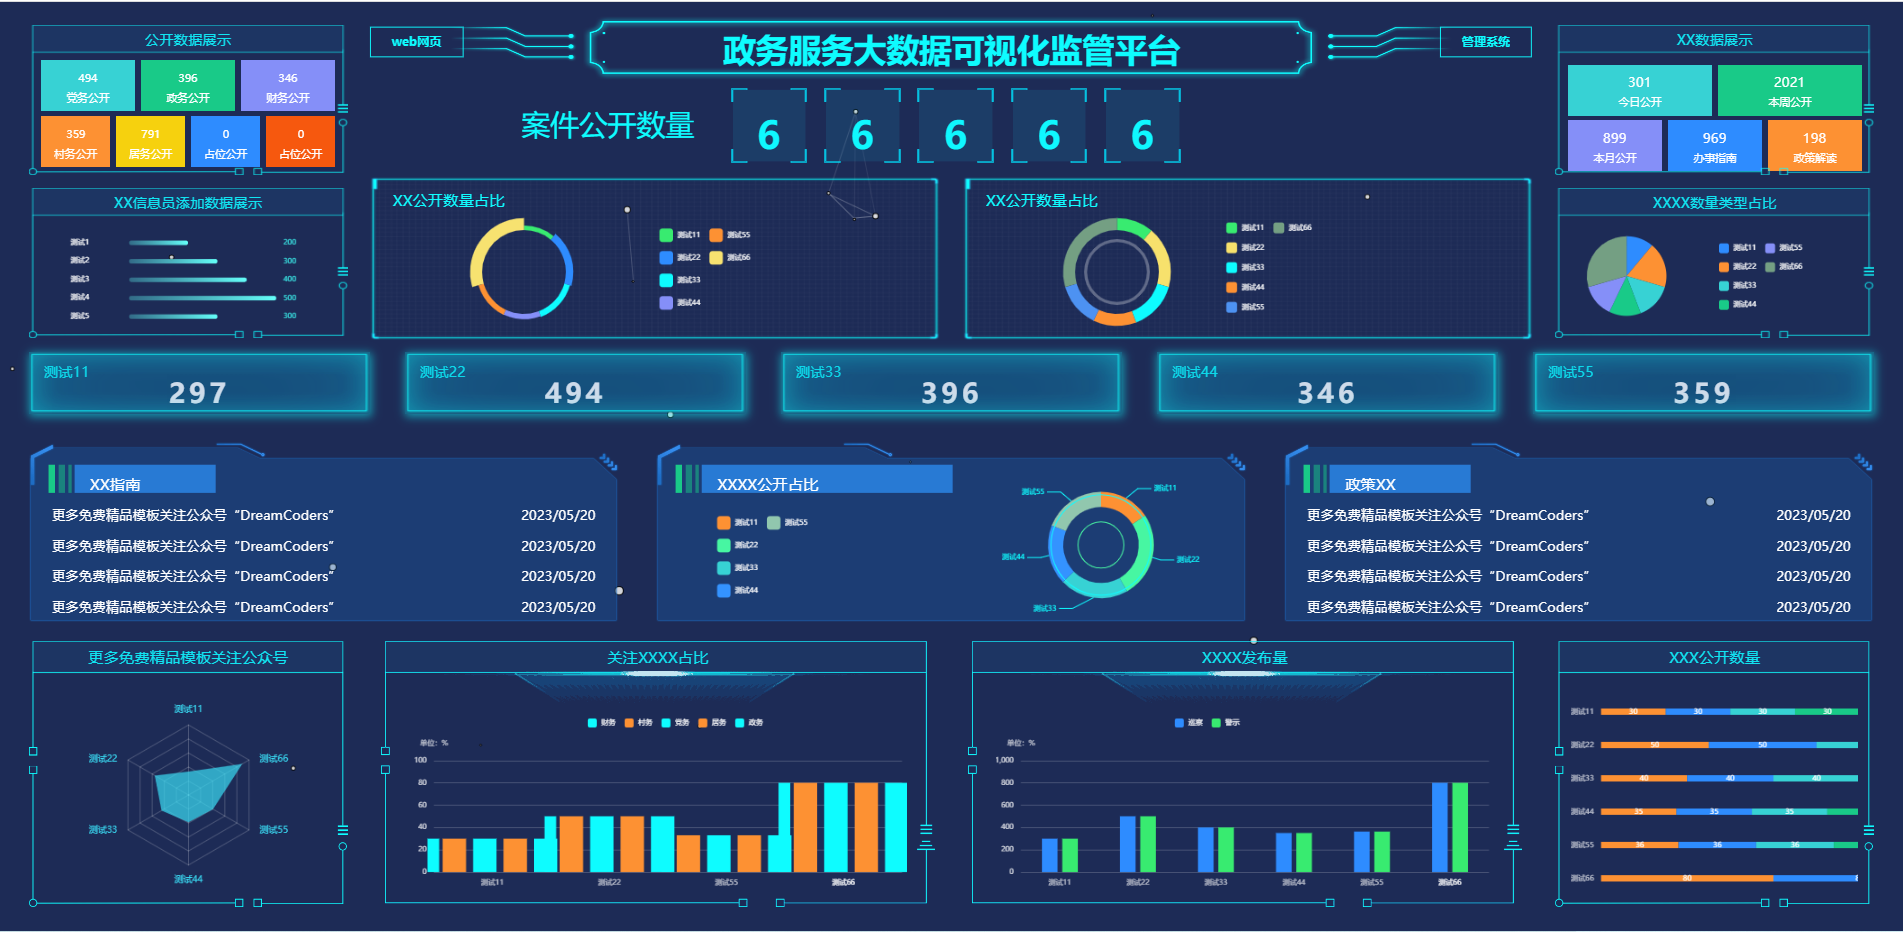 公开数据展示
494
党务公开
396
政务公开
346
财务公开
359
村务公开
791
居务公开
0
占位公开
0
占位公开
web网页
政务服务大数据可视化监管平台
管理系统
案件公开数量
6 6 6 6 6
XX数据展示
301
今日公开
2021
本周公开
899
本月公开
969
办事指南
198
政策解读
XX信息员添加数据展示
测试1 200
测试2 300
测试3 400
测试4 500
测试5 300
XX公开数量占比
测试11 测试55
测试22 测试66
测试33
测试44
XX公开数量占比
测试11 测试66
测试22
测试33
测试44
测试55
XXXX数量类型占比
测试11 测试55
测试22 测试66
测试33
测试44
测试11
297
测试22
494
测试33
396
测试44
346
测试55
359
XX指南
更多免费精品模板关注公众号“DreamCoders” 2023/05/20
更多免费精品模板关注公众号“DreamCoders” 2023/05/20
更多免费精品模板关注公众号“DreamCoders” 2023/05/20
更多免费精品模板关注公众号“DreamCoders” 2023/05/20
XXXX公开占比
测试11 测试55
测试22
测试33
测试44
测试55 测试11
测试44 测试22
测试33
政策XX
更多免费精品模板关注公众号“DreamCoders” 2023/05/20
更多免费精品模板关注公众号“DreamCoders” 2023/05/20
更多免费精品模板关注公众号“DreamCoders” 2023/05/20
更多免费精品模板关注公众号“DreamCoders” 2023/05/20
更多免费精品模板关注公众号
测试11
测试22 测试66
测试33 测试55
测试44
关注XXXX占比
财务 村务 党务 居务 政务
单位：%
100
80
60
40
20
0
测试11 测试22 测试55 测试66
XXXX发布量
巡察 警示
单位：%
1,000
800
600
400
200
0
测试11 测试22 测试33 测试44 测试55 测试66
XXX公开数量
测试11 30 30 30 30
测试22 50 50
测试33 40 40 40
测试44 35 35 35
测试55 36 36 36
测试66 80